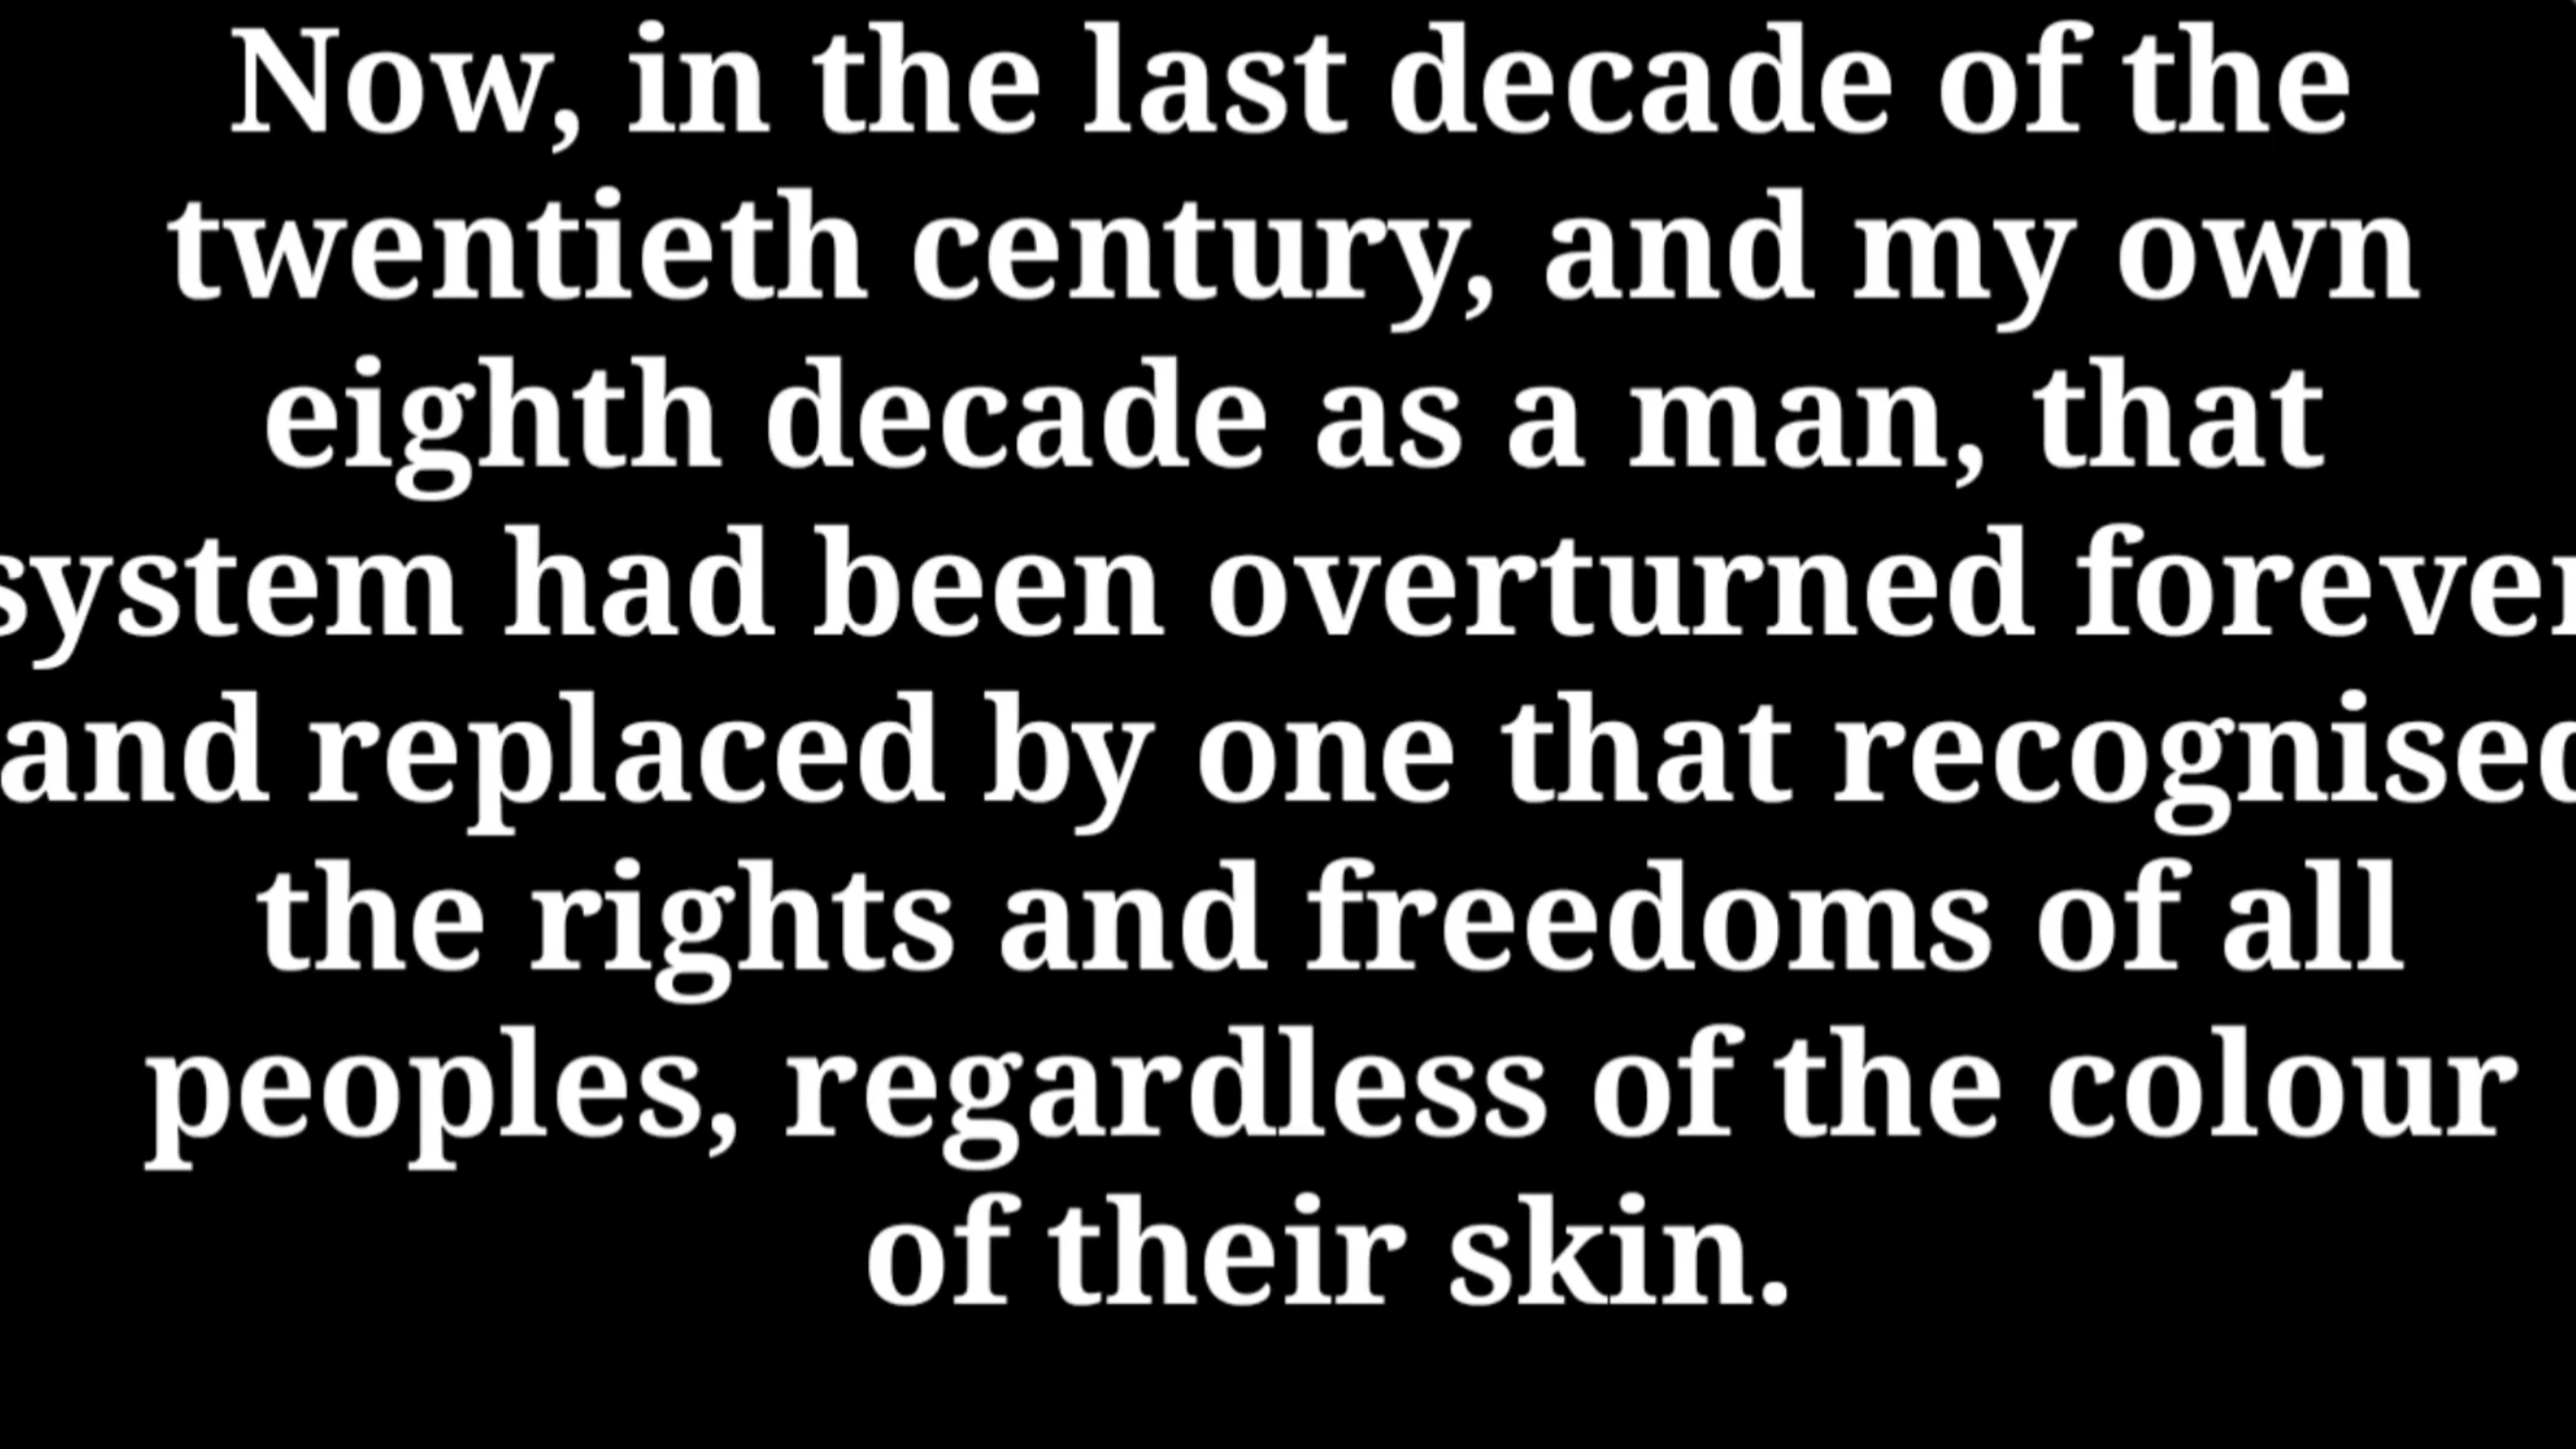 Now, in the last decade of the
twentieth century, and my own
eighth decade as a man, that
system had been overturned forever
and replaced by one that recognised
the rights and freedoms of all
peoples, regardless of the colour
of their skin.